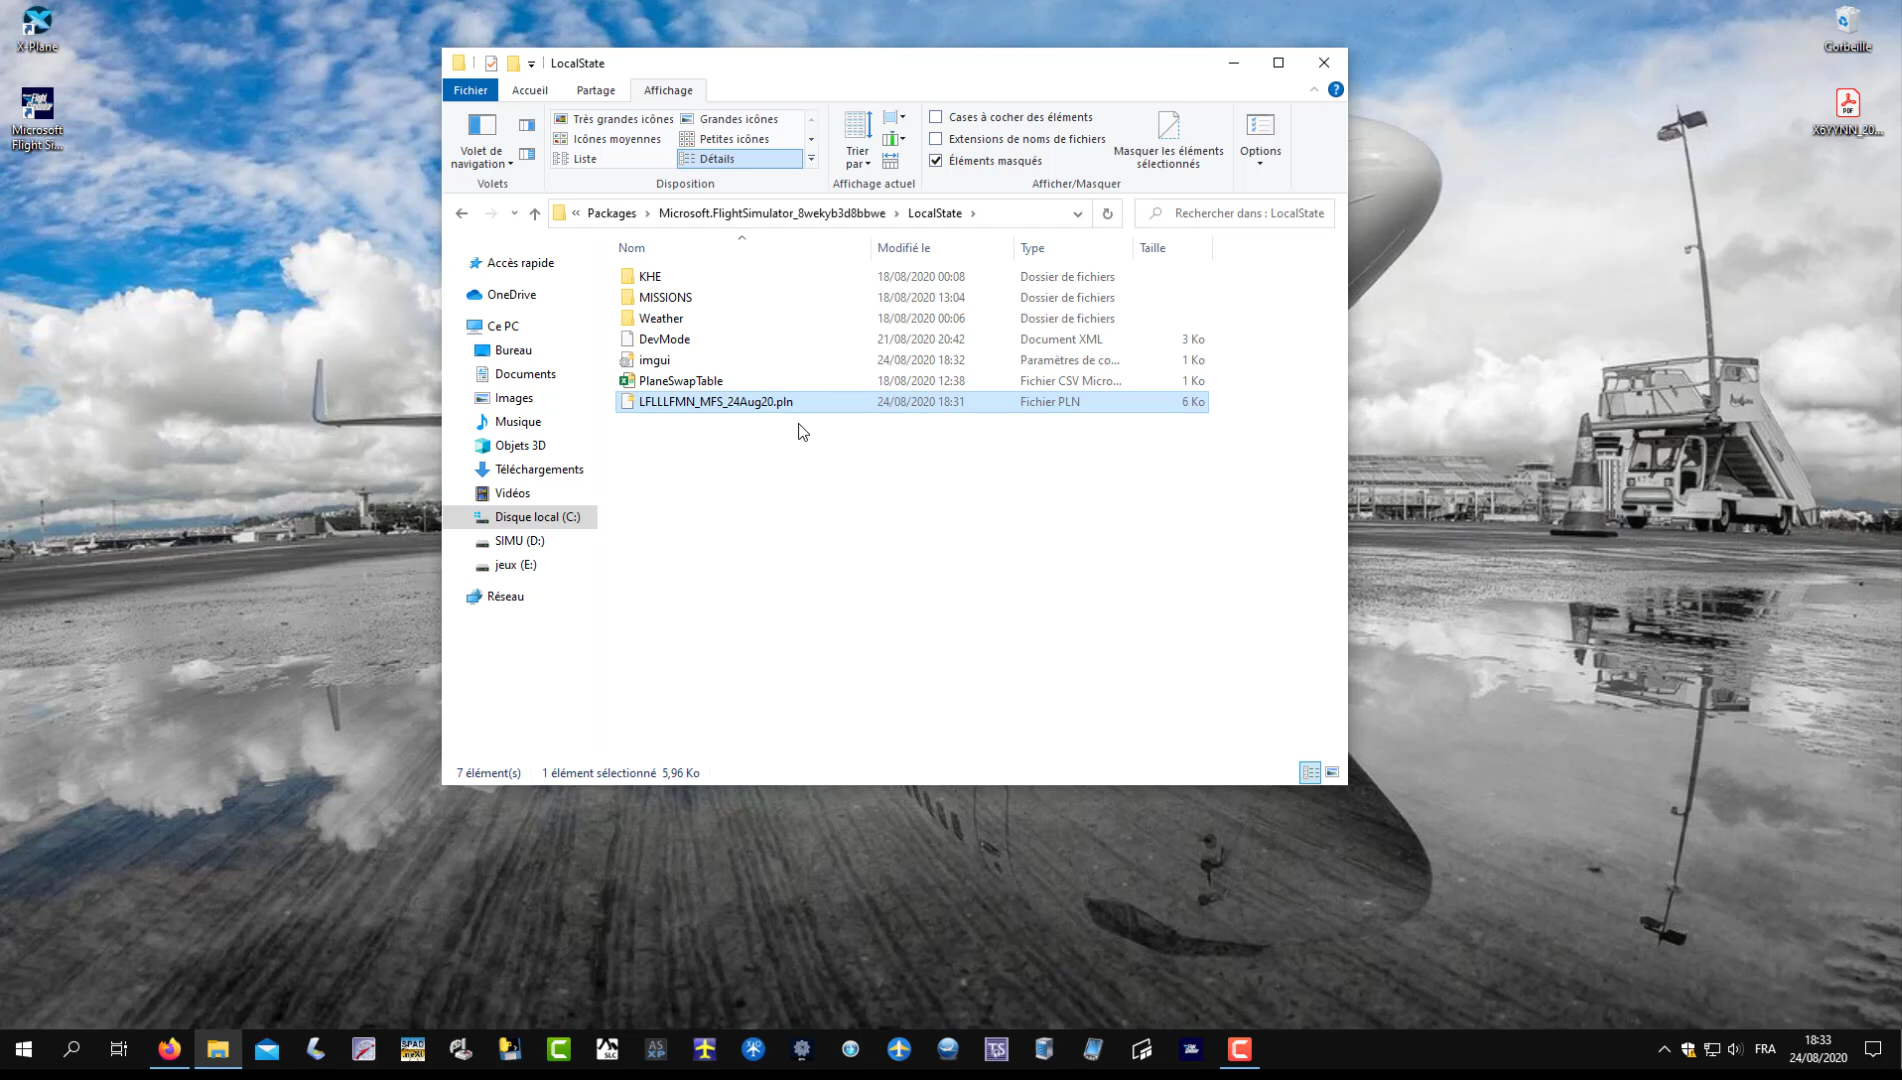 X-Plane
Microsoft
Flight Si...
Corbeille
X6YYNN_20...
LocalState
Fichier
Accueil
Partage
Affichage
Volet de
navigation
Très grandes icônes
Grandes icônes
Icônes moyennes
Petites icônes
Liste
Détails
Trier
par
Cases à cocher des éléments
Extensions de noms de fichiers
Éléments masqués
Masquer les éléments
sélectionnés
Options
Volets
Disposition
Affichage actuel
Afficher/Masquer
« Packages > Microsoft.FlightSimulator_8wekyb3d8bbwe > LocalState >
Rechercher dans : LocalState
Nom
Modifié le
Type
Taille
KHE 18/08/2020 00:08 Dossier de fichiers
MISSIONS 18/08/2020 13:04 Dossier de fichiers
Weather 18/08/2020 00:06 Dossier de fichiers
DevMode 21/08/2020 20:42 Document XML 3 Ko
imgui 24/08/2020 18:32 Paramètres de co... 1 Ko
PlaneSwapTable 18/08/2020 12:38 Fichier CSV Micro... 1 Ko
LFLLLFMN_MFS_24Aug20.pln 24/08/2020 18:31 Fichier PLN 6 Ko
Accès rapide
OneDrive
Ce PC
Bureau
Documents
Images
Musique
Objets 3D
Téléchargements
Vidéos
Disque local (C:)
SIMU (D:)
jeux (E:)
Réseau
7 élément(s)
1 élément sélectionné 5,96 Ko
SPAD
SLC
AS
XP
TS
FRA
18:33
24/08/2020